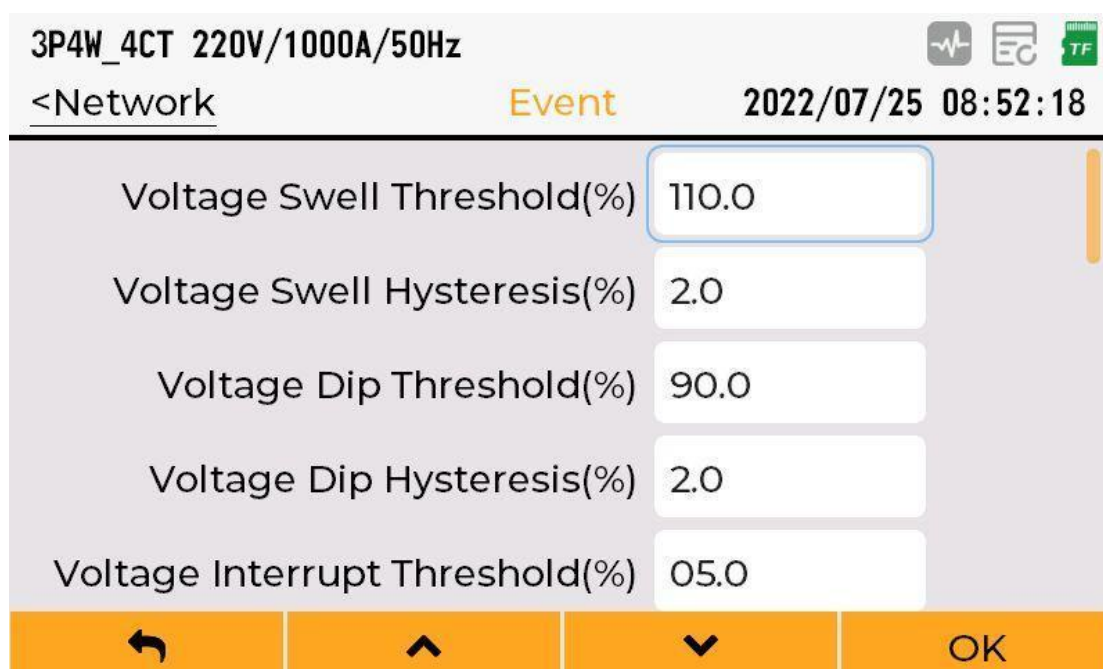 3P4W_4CT 220V/1000A/50Hz
TF
<Network Event 2022/07/25 08:52:18
Voltage Swell Threshold(%) 110.0
Voltage Swell Hysteresis(%) 2.0
Voltage Dip Threshold(%) 90.0
Voltage Dip Hysteresis(%) 2.0
Voltage Interrupt Threshold(%) 05.0
OK